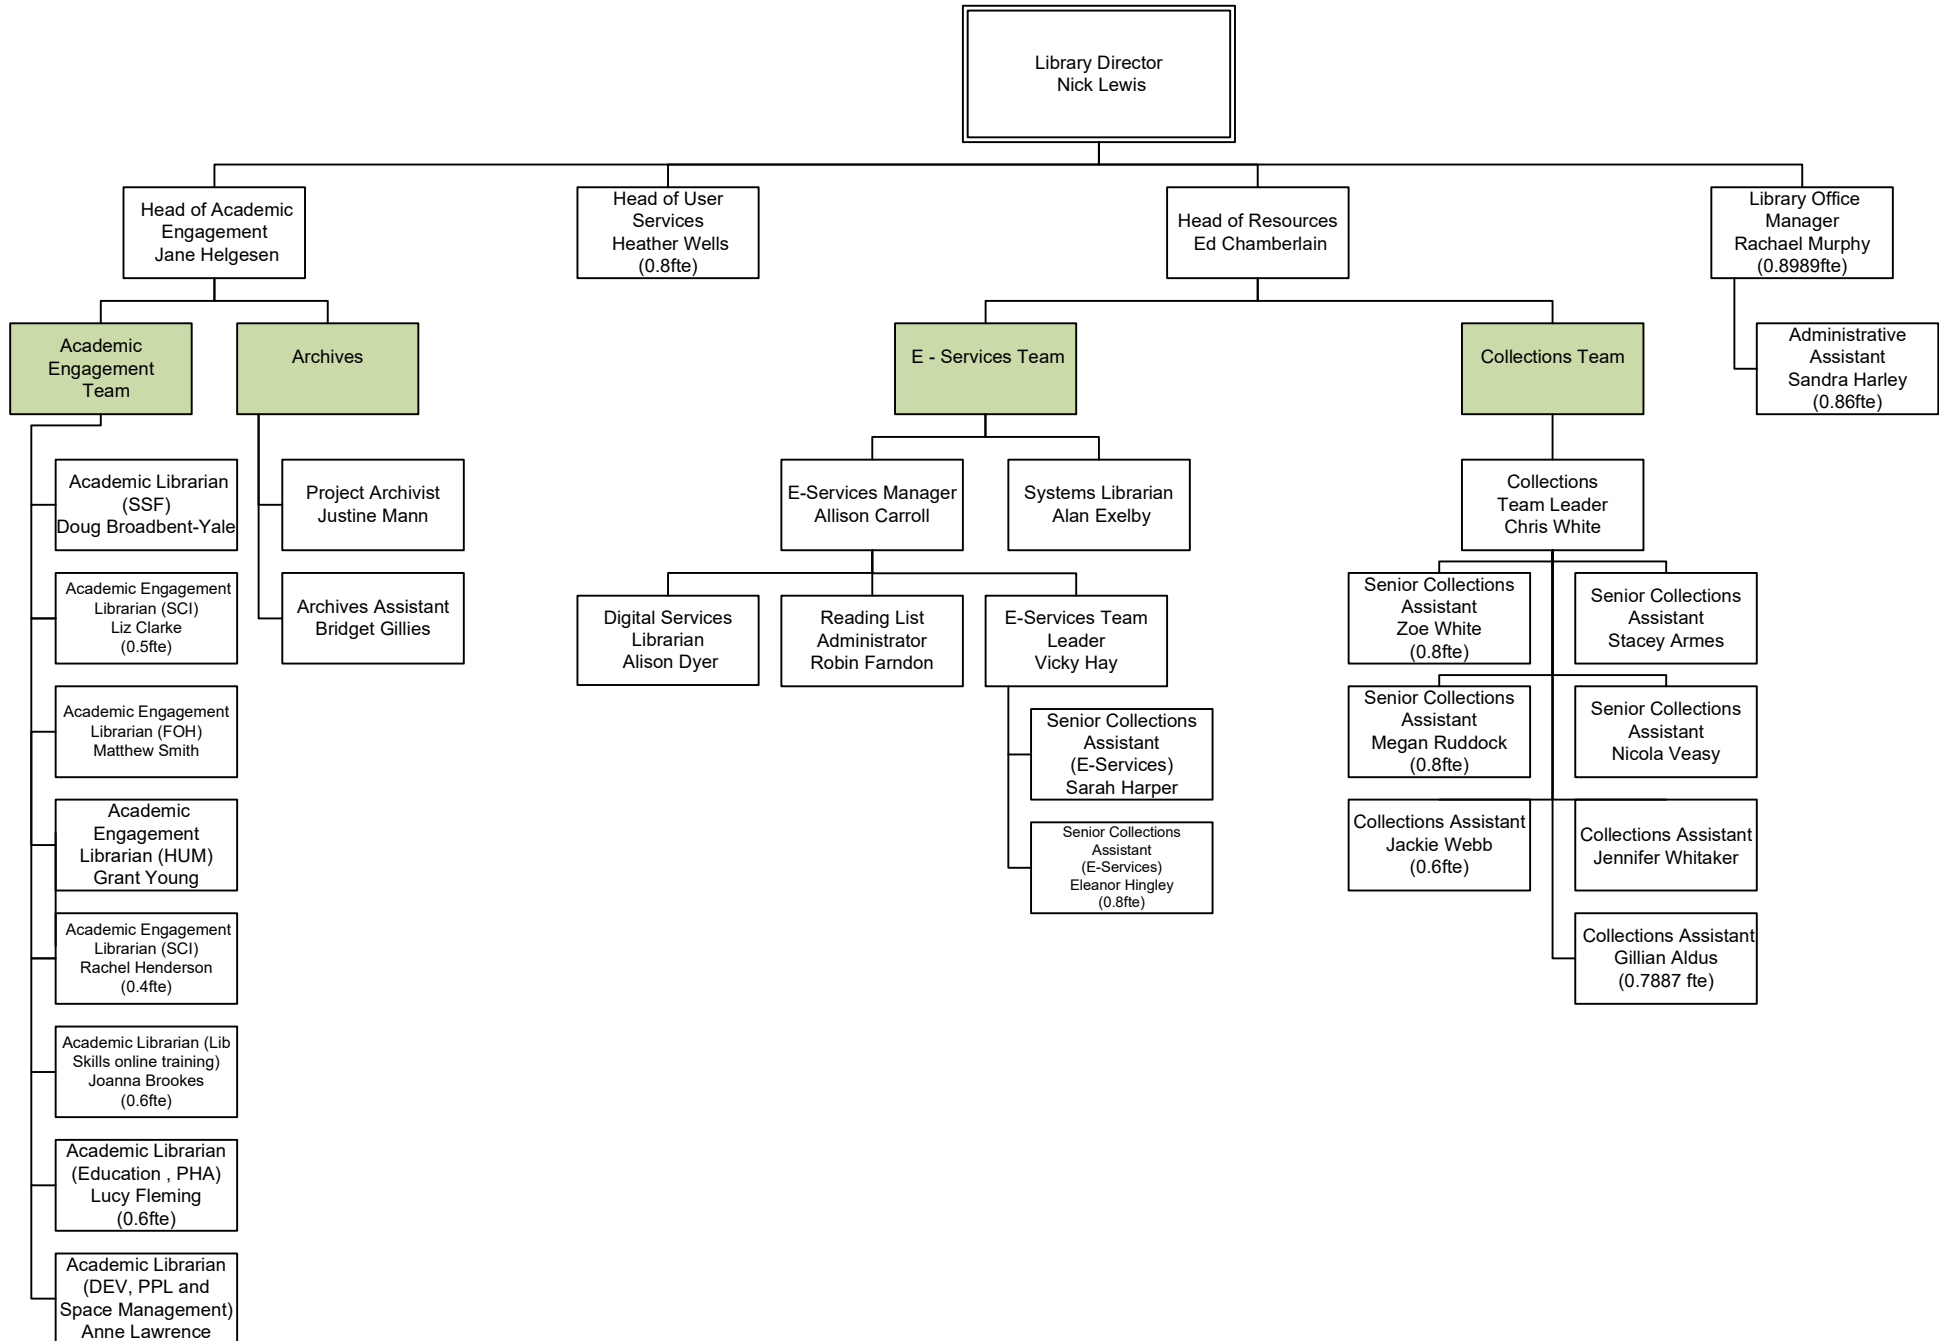 Library Director
Nick Lewis
Head of Academic
Engagement
Jane Helgesen
Head of User
Services
Heather Wells
(0.8fte)
Head of Resources
Ed Chamberlain
Library Office
Manager
Rachael Murphy
(0.8989fte)
Academic
Engagement
Team
Archives
E - Services Team
Collections Team
Administrative
Assistant
Sandra Harley
(0.86fte)
Academic Librarian
(SSF)
Doug Broadbent-Yale
Academic Engagement
Librarian (SCI)
Liz Clarke
(0.5fte)
Academic Engagement
Librarian (FOH)
Matthew Smith
Academic
Engagement
Librarian (HUM)
Grant Young
Academic Engagement
Librarian (SCI)
Rachel Henderson
(0.4fte)
Academic Librarian (Lib
Skills online training)
Joanna Brookes
(0.6fte)
Academic Librarian
(Education , PHA)
Lucy Fleming
(0.6fte)
Academic Librarian
(DEV, PPL and
Space Management)
Anne Lawrence
Project Archivist
Justine Mann
Archives Assistant
Bridget Gillies
E-Services Manager
Allison Carroll
Systems Librarian
Alan Exelby
Digital Services
Librarian
Alison Dyer
Reading List
Administrator
Robin Farndon
E-Services Team
Leader
Vicky Hay
Senior Collections
Assistant
(E-Services)
Sarah Harper
Senior Collections
Assistant
(E-Services)
Eleanor Hingley
(0.8fte)
Collections
Team Leader
Chris White
Senior Collections
Assistant
Zoe White
(0.8fte)
Senior Collections
Assistant
Stacey Armes
Senior Collections
Assistant
Megan Ruddock
(0.8fte)
Senior Collections
Assistant
Nicola Veasy
Collections Assistant
Jackie Webb
(0.6fte)
Collections Assistant
Jennifer Whitaker
Collections Assistant
Gillian Aldus
(0.7887 fte)